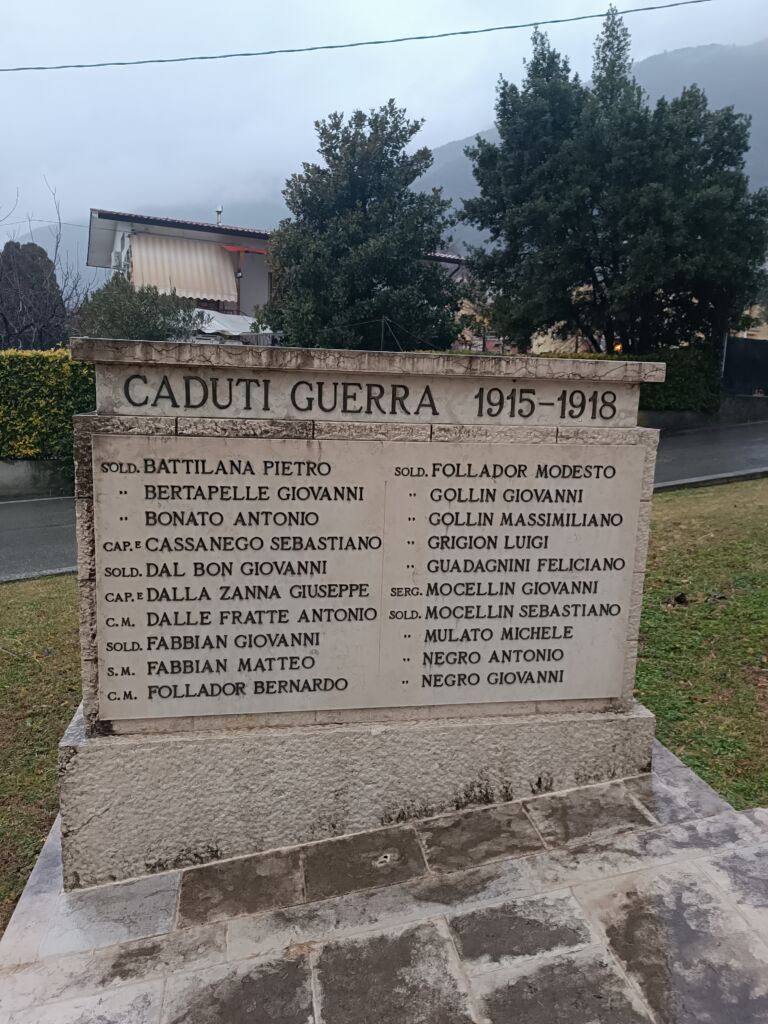 CADUTI GUERRA 1915-1918
SOLD. BATTILANA PIETRO
" BERTAPELLE GIOVANNI
" BONATO ANTONIO
CAP.E CASSANEGO SEBASTIANO
SOLD. DAL BON GIOVANNI
CAP.E DALLA ZANNA GIUSEPPE
C.M. DALLE FRATTE ANTONIO
SOLD. FABBIAN GIOVANNI
S.M. FABBIAN MATTEO
C.M. FOLLADOR BERNARDO
SOLD. FOLLADOR MODESTO
" GOLLIN GIOVANNI
" GOLLIN MASSIMILIANO
" GRIGION LUIGI
" GUADAGNINI FELICIANO
SERG. MOCELLIN GIOVANNI
SOLD. MOCELLIN SEBASTIANO
" MULATO MICHELE
" NEGRO ANTONIO
" NEGRO GIOVANNI